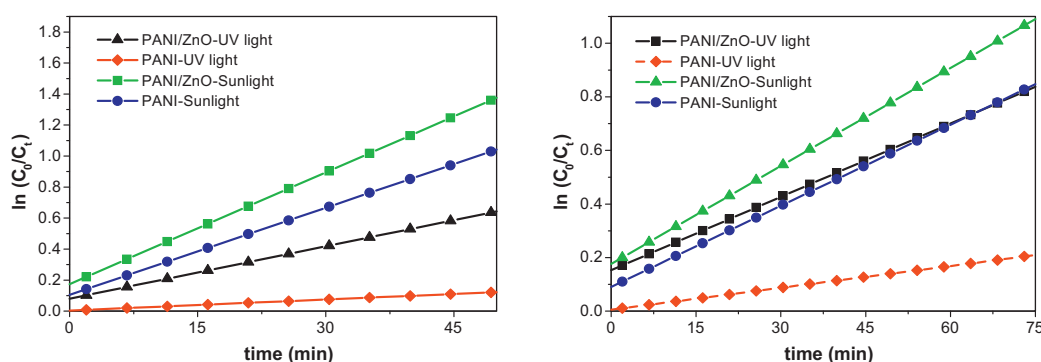 1.8
1.6
1.4
1.2
1.0
0.8
0.6
0.4
0.2
0.0
ln (C0/Ct)
PANI/ZnO-UV light
PANI-UV light
PANI/ZnO-Sunlight
PANI-Sunlight
0
15
30
45
time (min)
1.0
0.8
0.6
0.4
0.2
0.0
ln (C0/Ct)
PANI/ZnO-UV light
PANI-UV light
PANI/ZnO-Sunlight
PANI-Sunlight
0
15
30
45
60
75
time (min)